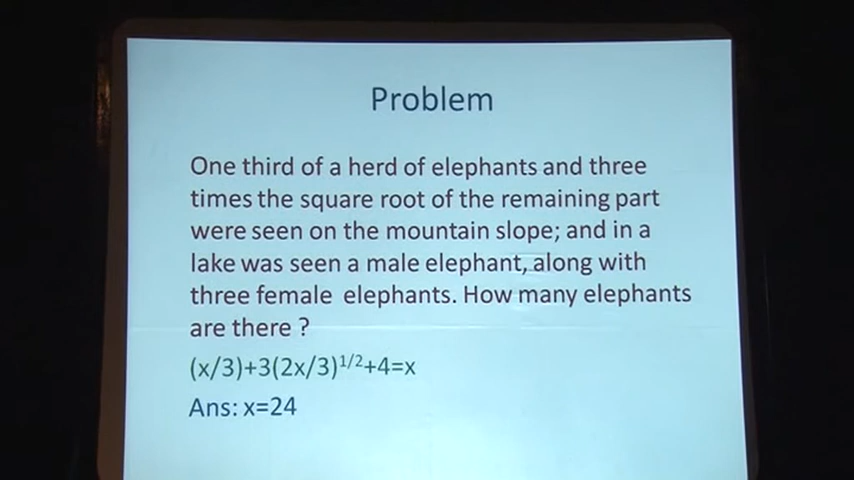 Problem
One third of a herd of elephants and three
times the square root of the remaining part
were seen on the mountain slope; and in a
lake was seen a male elephant, along with
three female elephants. How many elephants
are there ?
(x/3)+3(2x/3)^1/2+4=x
Ans: x=24